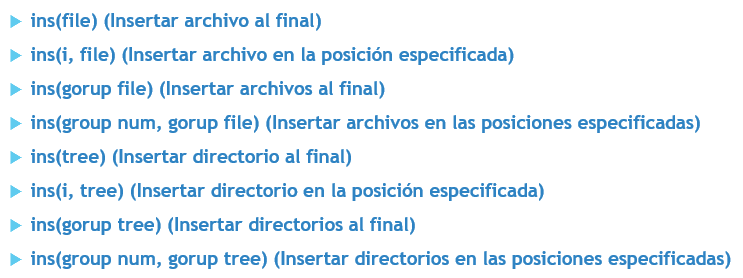 ins(file) (Insertar archivo al final)
ins(i, file) (Insertar archivo en la posición especificada)
ins(gorup file) (Insertar archivos al final)
ins(group num, gorup file) (Insertar archivos en las posiciones especificadas)
ins(tree) (Insertar directorio al final)
ins(i, tree) (Insertar directorio en la posición especificada)
ins(gorup tree) (Insertar directorios al final)
ins(group num, gorup tree) (Insertar directorios en las posiciones especificadas)